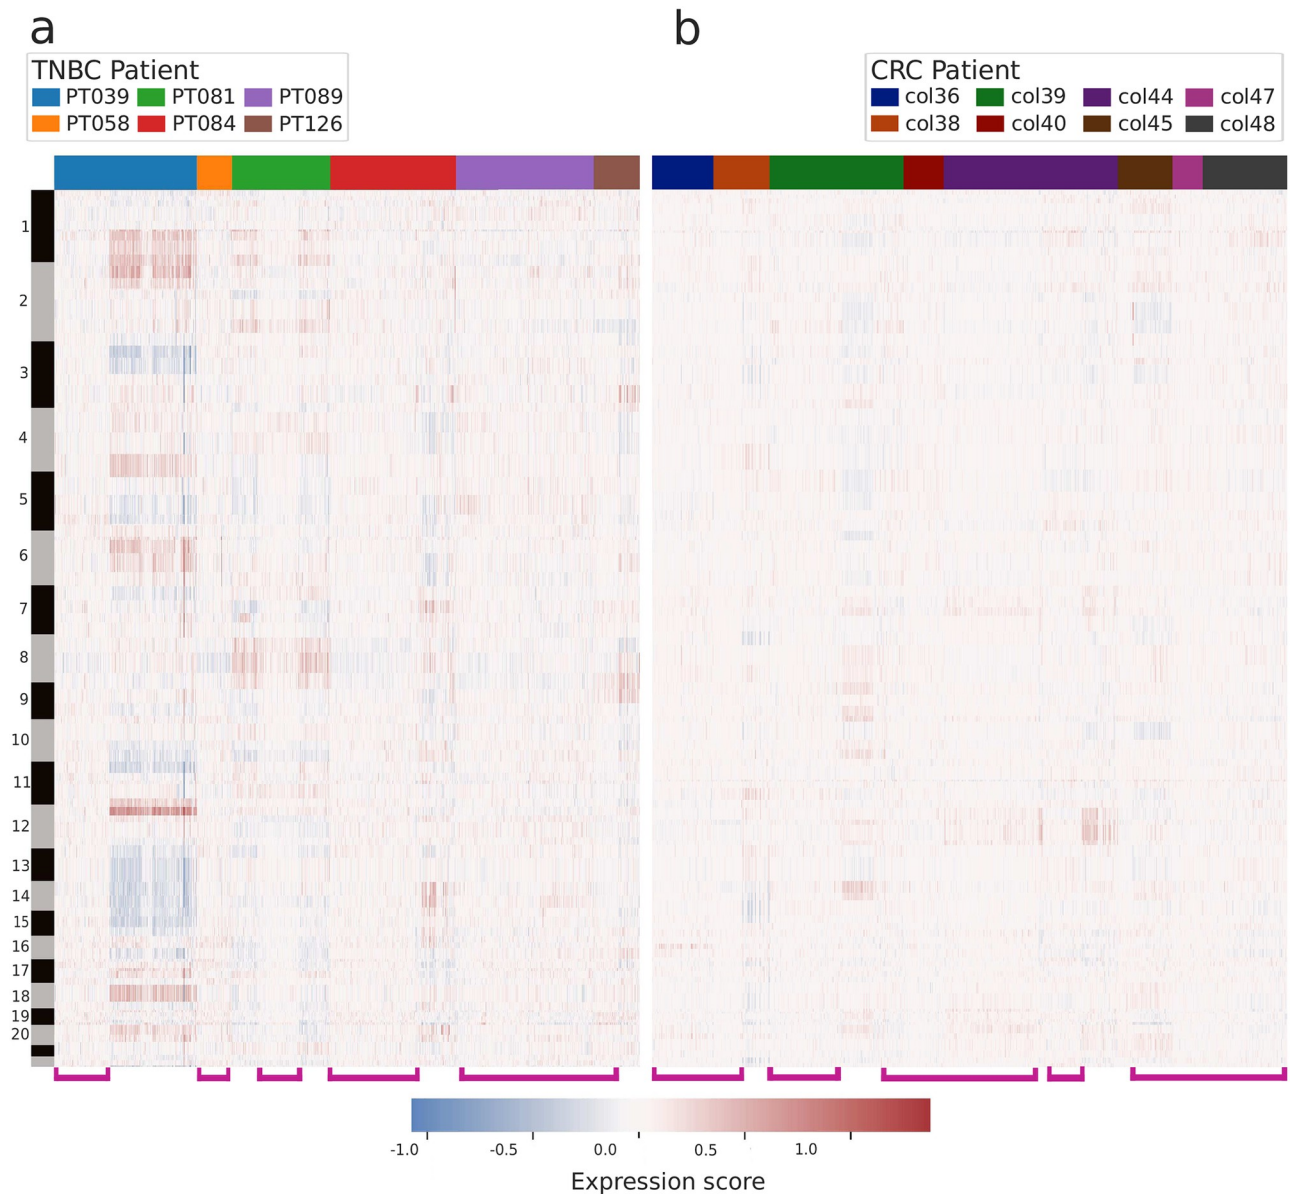 a
b
TNBC Patient
PT039 PT081 PT089
PT058 PT084 PT126
CRC Patient
col36 col39 col44 col47
col38 col40 col45 col48
1
2
3
4
5
6
7
8
9
10
11
12
13
14
15
16
17
18
19
20
-1.0 -0.5 0.0 0.5 1.0
Expression score